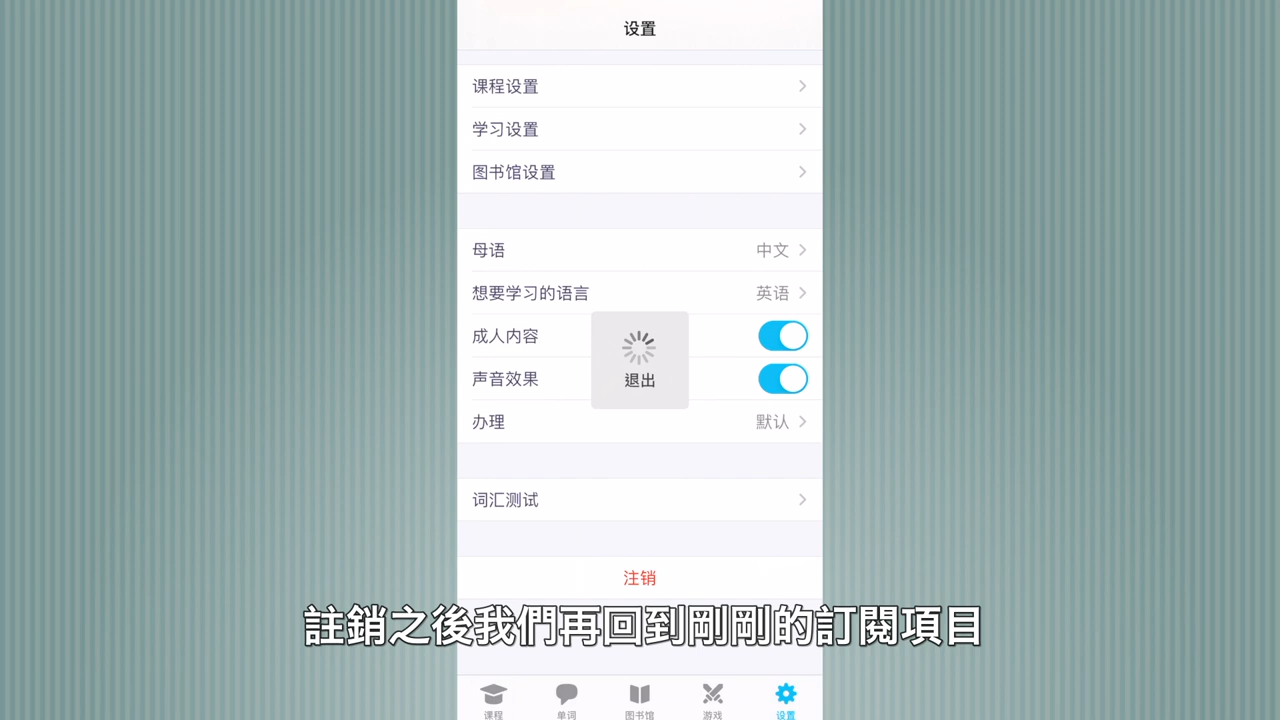 设置
课程设置
学习设置
图书馆设置
母语 中文
想要学习的语言 英语
成人内容
声音效果
退出
办理 默认
词汇测试
注销
註銷之後我們再回到剛剛的訂閱項目
课程 单词 图书馆 游戏 设置